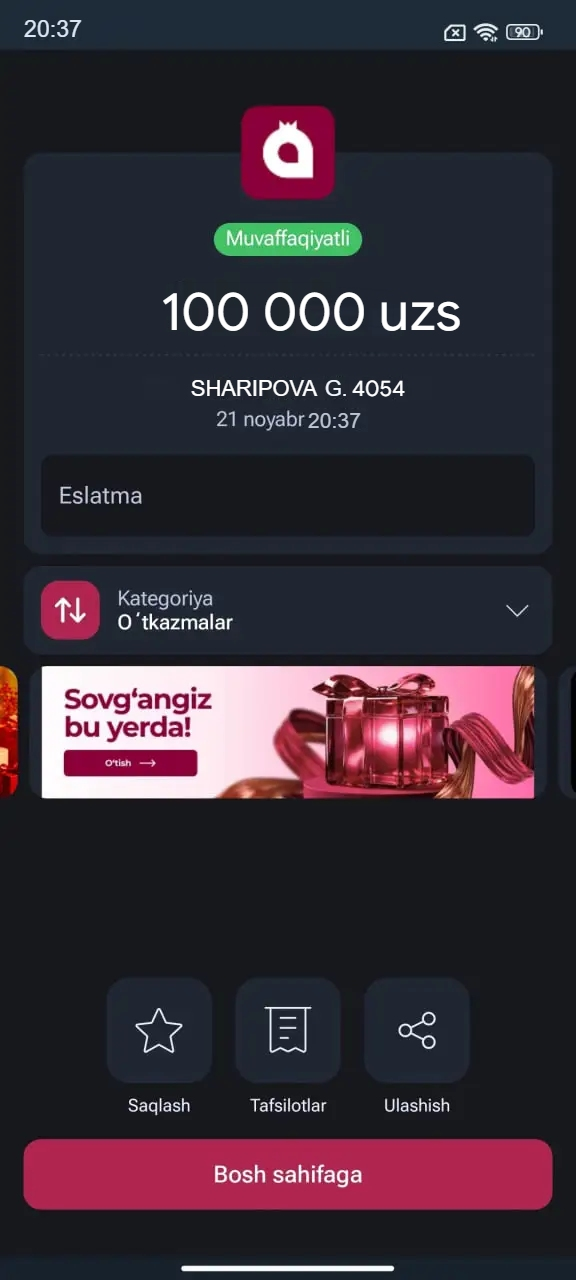 20:37
90
Muvaffaqiyatli
100 000 uzs
SHARIPOVA G. 4054
21 noyabr 20:37
Eslatma
Kategoriya
O´tkazmalar
Sovg‘angiz
bu yerda!
O‘tish
Saqlash
Tafsilotlar
Ulashish
Bosh sahifaga